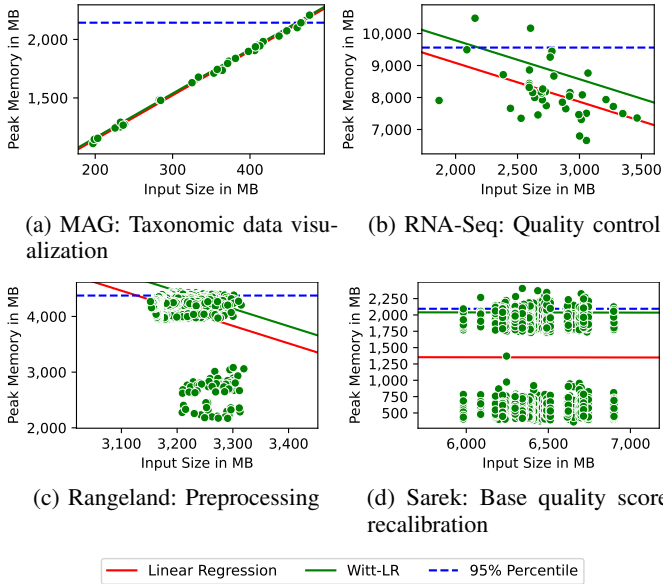 Peak Memory in MB
2,000
1,500
200
400
Input Size in MB
Peak Memory in MB
10,000
9,000
8,000
7,000
2,000
2,500
3,000
3,500
Input Size in MB
(a) MAG: Taxonomic data visu-
alization
(b) RNA-Seq: Quality control
Peak Memory in MB
4,000
3,000
2,000
3,100
3,200
3,300
3,400
Input Size in MB
Peak Memory in MB
2,250
2,000
1,750
1,500
1,250
1,000
750
500
6,000
6,500
7,000
Input Size in MB
(c) Rangeland: Preprocessing
(d) Sarek: Base quality score
recalibration
Linear Regression
Witt-LR
95% Percentile